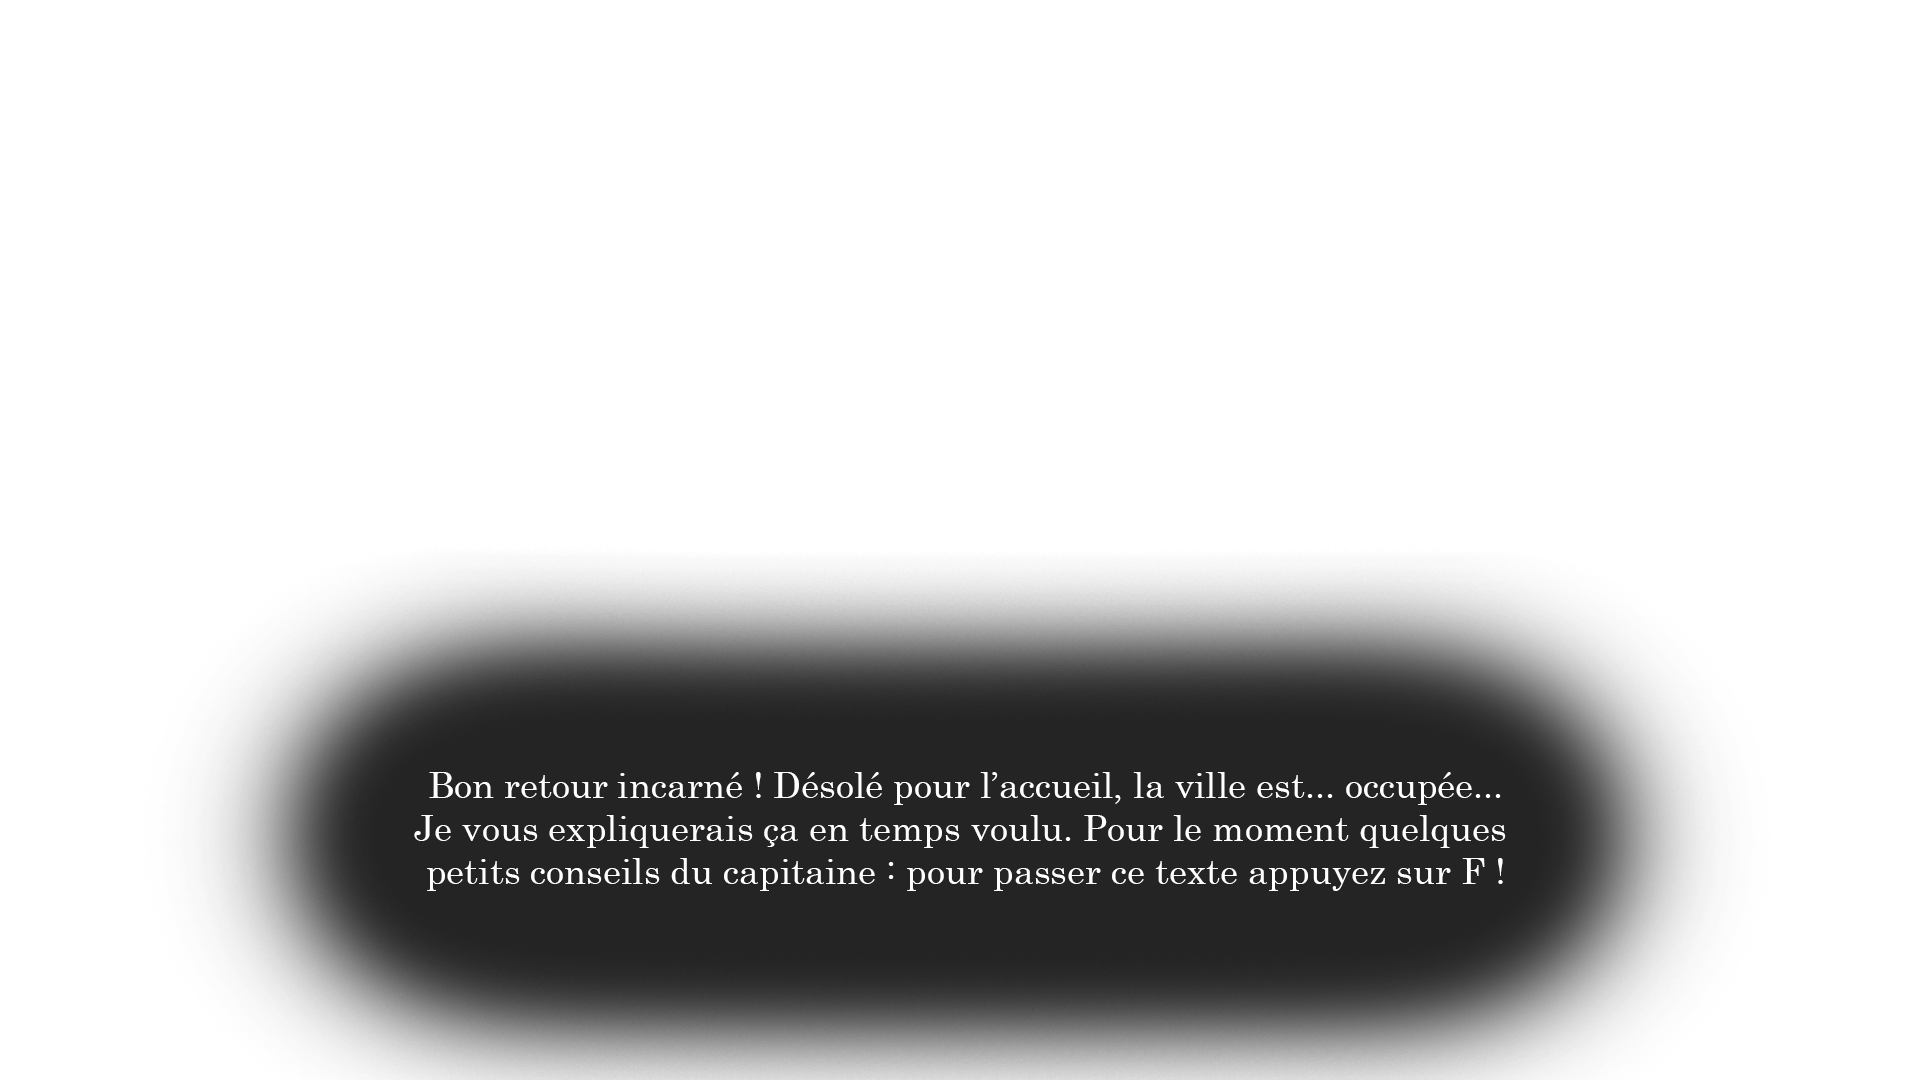 Bon retour incarné ! Désolé pour l’accueil, la ville est... occupée...
Je vous expliquerais ça en temps voulu. Pour le moment quelques
petits conseils du capitaine : pour passer ce texte appuyez sur F !